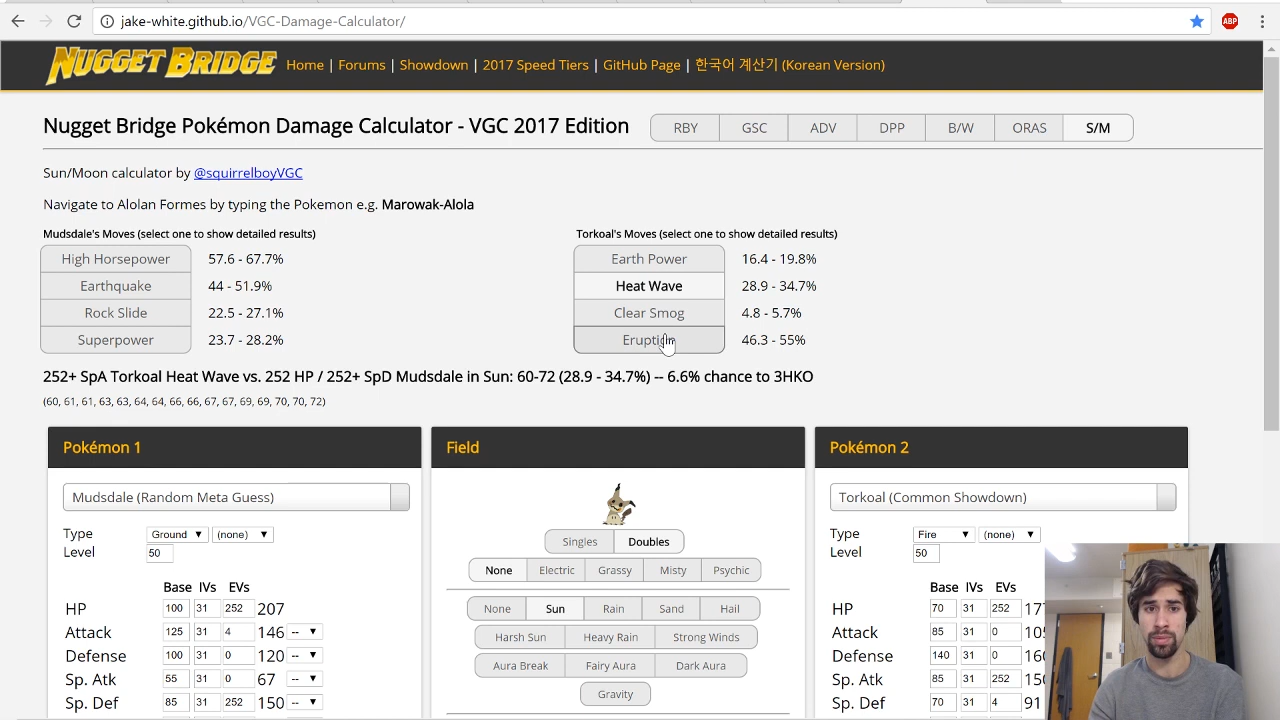 jake-white.github.io/VGC-Damage-Calculator/
ABP
NUGGET BRIDGE
Home | Forums | Showdown | 2017 Speed Tiers | GitHub Page | 한국어 계산기 (Korean Version)
Nugget Bridge Pokémon Damage Calculator - VGC 2017 Edition
RBY GSC ADV DPP B/W ORAS S/M
Sun/Moon calculator by @squirrelboyVGC
Navigate to Alolan Formes by typing the Pokemon e.g. Marowak-Alola
Mudsdale's Moves (select one to show detailed results)
High Horsepower 57.6 - 67.7%
Earthquake 44 - 51.9%
Rock Slide 22.5 - 27.1%
Superpower 23.7 - 28.2%
Torkoal's Moves (select one to show detailed results)
Earth Power 16.4 - 19.8%
Heat Wave 28.9 - 34.7%
Clear Smog 4.8 - 5.7%
Eruption 46.3 - 55%
252+ SpA Torkoal Heat Wave vs. 252 HP / 252+ SpD Mudsdale in Sun: 60-72 (28.9 - 34.7%) -- 6.6% chance to 3HKO
(60, 61, 61, 63, 63, 64, 64, 66, 66, 67, 67, 69, 69, 70, 70, 72)
Pokémon 1
Mudsdale (Random Meta Guess)
Type Ground (none)
Level 50
Base IVs EVs
HP 100 31 252 207
Attack 125 31 4 146 --
Defense 100 31 0 120 --
Sp. Atk 55 31 0 67 --
Sp. Def 85 31 252 150 --
Field
Singles Doubles
None Electric Grassy Misty Psychic
None Sun Rain Sand Hail
Harsh Sun Heavy Rain Strong Winds
Aura Break Fairy Aura Dark Aura
Gravity
Pokémon 2
Torkoal (Common Showdown)
Type Fire (none)
Level 50
Base IVs EVs
HP 70 31 252
Attack 85 31 0
Defense 140 31 0
Sp. Atk 85 31 252
Sp. Def 70 31 4 91